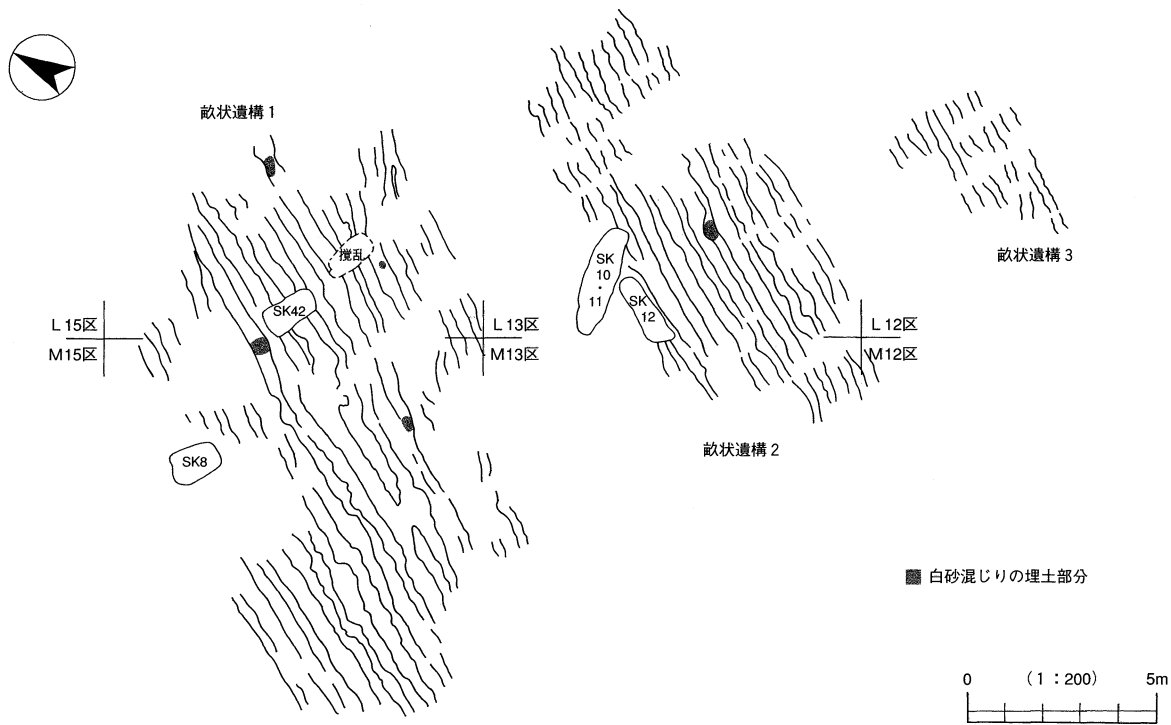 畝状遺構1
撹乱
SK42
L15区
M15区
L13区
M13区
SK8
SK
10
・
11
SK
12
L12区
M12区
畝状遺構2
畝状遺構3
白砂混じりの埋土部分
0 (1:200) 5m